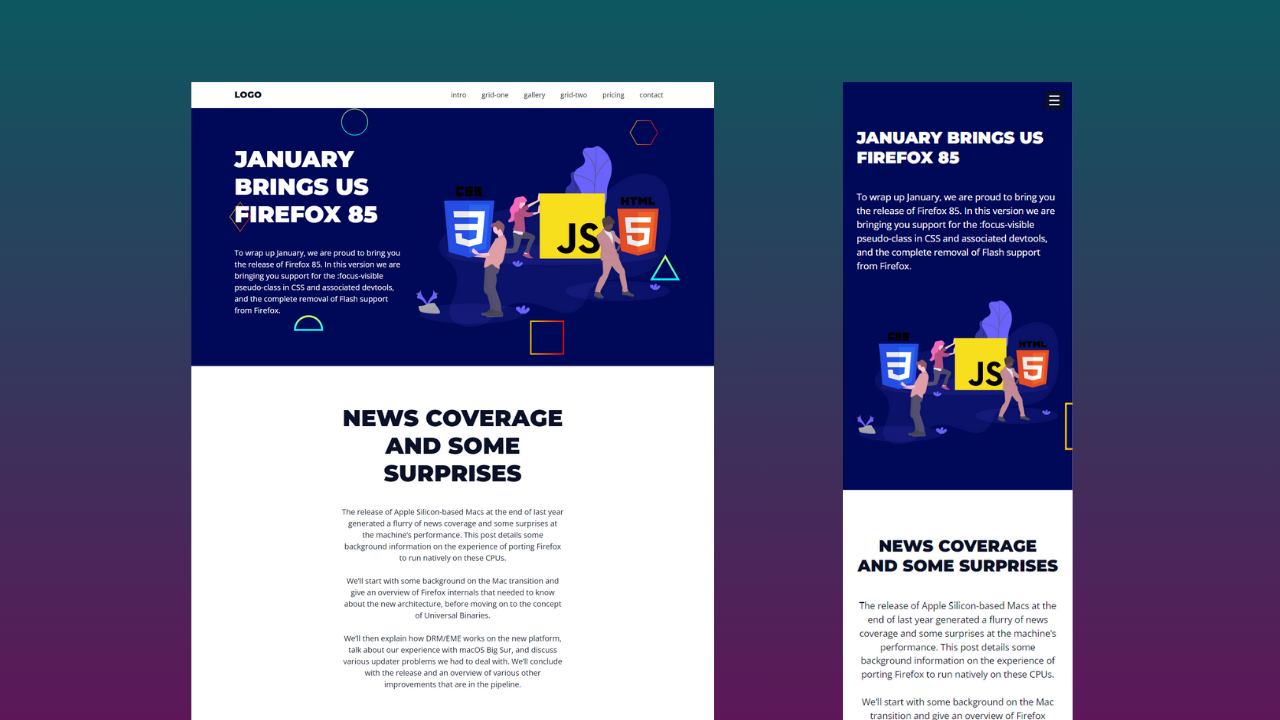 LOGO
intro grid-one gallery grid-two pricing contact
JANUARY
BRINGS US
FIREFOX 85
To wrap up January, we are proud to bring you
the release of Firefox 85. In this version we are
bringing you support for the :focus-visible
pseudo-class in CSS and associated devtools,
and the complete removal of Flash support
from Firefox.
CSS
3
JS
HTML
5
NEWS COVERAGE
AND SOME
SURPRISES
The release of Apple Silicon-based Macs at the end of last year
generated a flurry of news coverage and some surprises at
the machine's performance. This post details some
background information on the experience of porting Firefox
to run natively on these CPUs.
We'll start with some background on the Mac transition and
give an overview of Firefox internals that needed to know
about the new architecture, before moving on to the concept
of Universal Binaries.
We'll then explain how DRM/EME works on the new platform,
talk about our experience with macOS Big Sur, and discuss
various updater problems we had to deal with. We'll conclude
with the release and an overview of various other
improvements that are in the pipeline.
JANUARY BRINGS US
FIREFOX 85
To wrap up January, we are proud to bring you
the release of Firefox 85. In this version we are
bringing you support for the :focus-visible
pseudo-class in CSS and associated devtools,
and the complete removal of Flash support
from Firefox.
CSS
3
JS
HTML
5
NEWS COVERAGE
AND SOME SURPRISES
The release of Apple Silicon-based Macs at the
end of last year generated a flurry of news
coverage and some surprises at the machine's
performance. This post details some
background information on the experience of
porting Firefox to run natively on these CPUs.
We'll start with some background on the Mac
transition and give an overview of Firefox